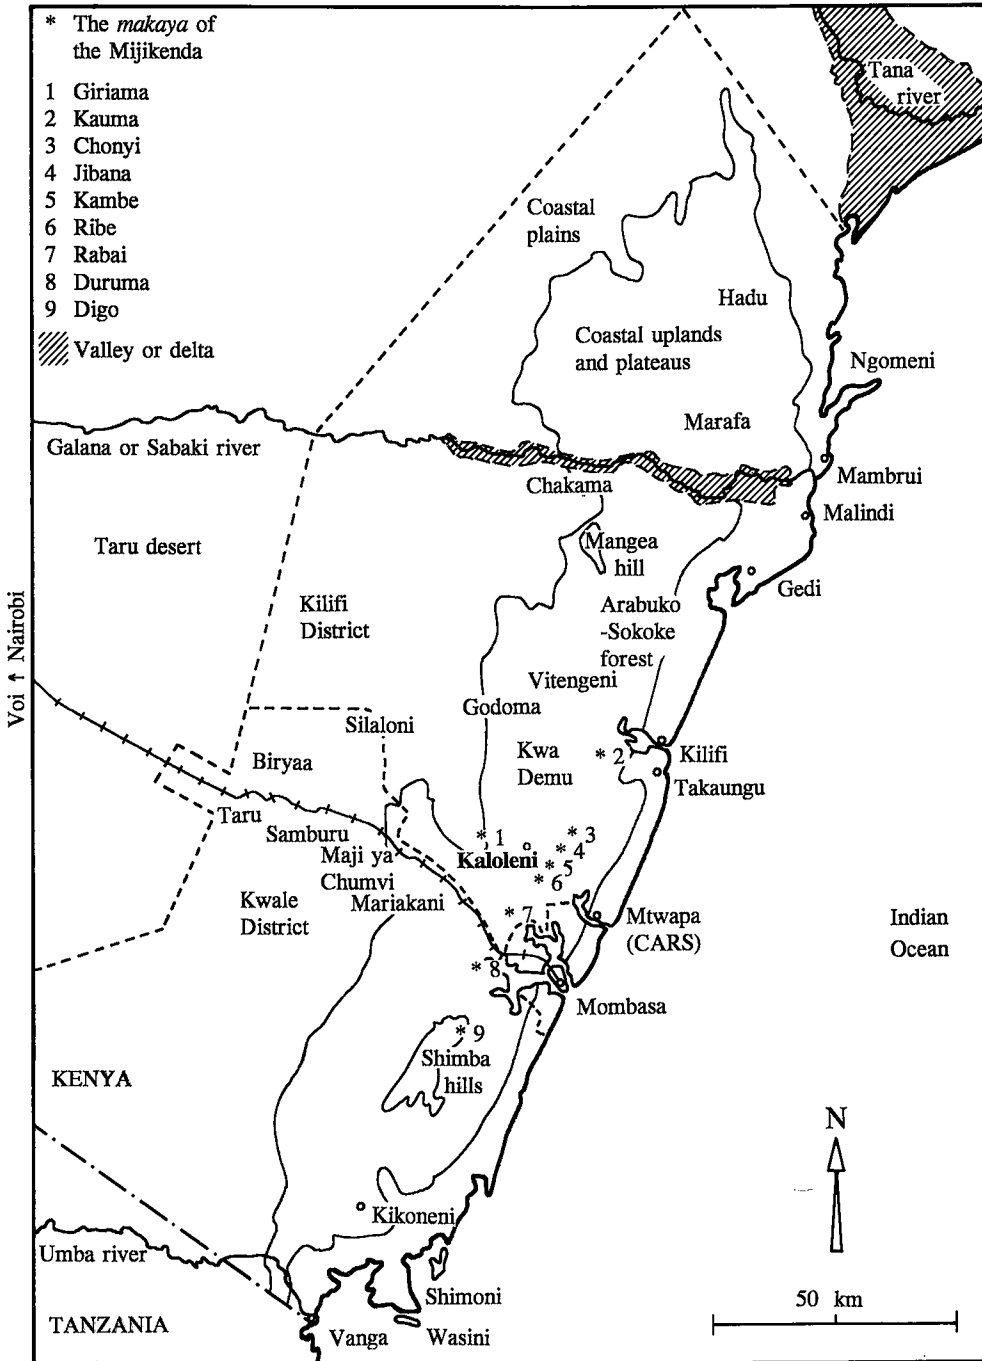 * The makaya of
the Mijikenda
1 Giriama
2 Kauma
3 Chonyi
4 Jibana
5 Kambe
6 Ribe
7 Rabai
8 Duruma
9 Digo
Valley or delta
Tana
river
Coastal
plains
Hadu
Coastal uplands
and plateaus
Ngomeni
Marafa
Galana or Sabaki river
Mambrui
Chakama
Malindi
Mangea
hill
Taru desert
Gedi
Kilifi
District
Arabuko
-Sokoke
forest
Voi ↑ Nairobi
Vitengeni
Godoma
Silaloni
Kwa
Demu
* 2
Kilifi
Biryaa
Takaungu
Taru
Samburu
* 1
* 3
* 4
Maji ya
Chumvi
Kaloleni
* 5
* 6
Mariakani
Kwale
District
* 7
Mtwapa
(CARS)
Indian
Ocean
* 8
Mombasa
* 9
Shimba
hills
KENYA
N
Kikoneni
Umba river
Shimoni
50 km
TANZANIA
Vanga
Wasini